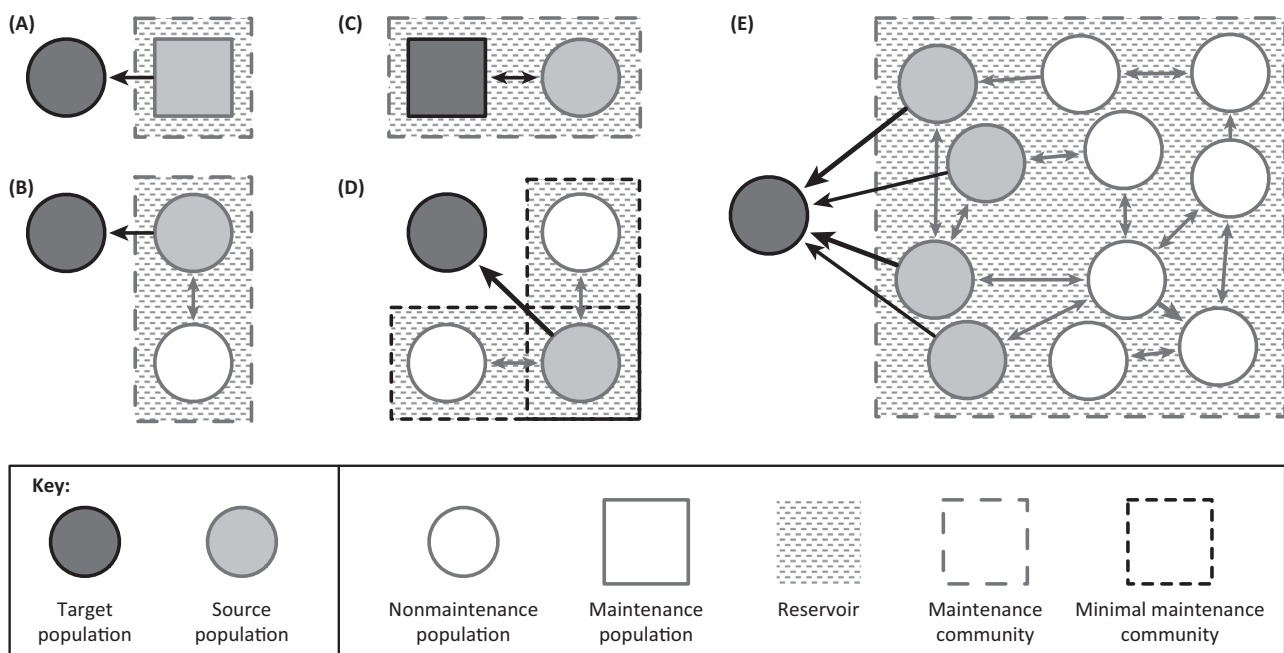 (A)
(C)
(E)
(B)
(D)
Key:
Target
population
Source
population
Nonmaintenance
population
Maintenance
population
Reservoir
Maintenance
community
Minimal maintenance
community